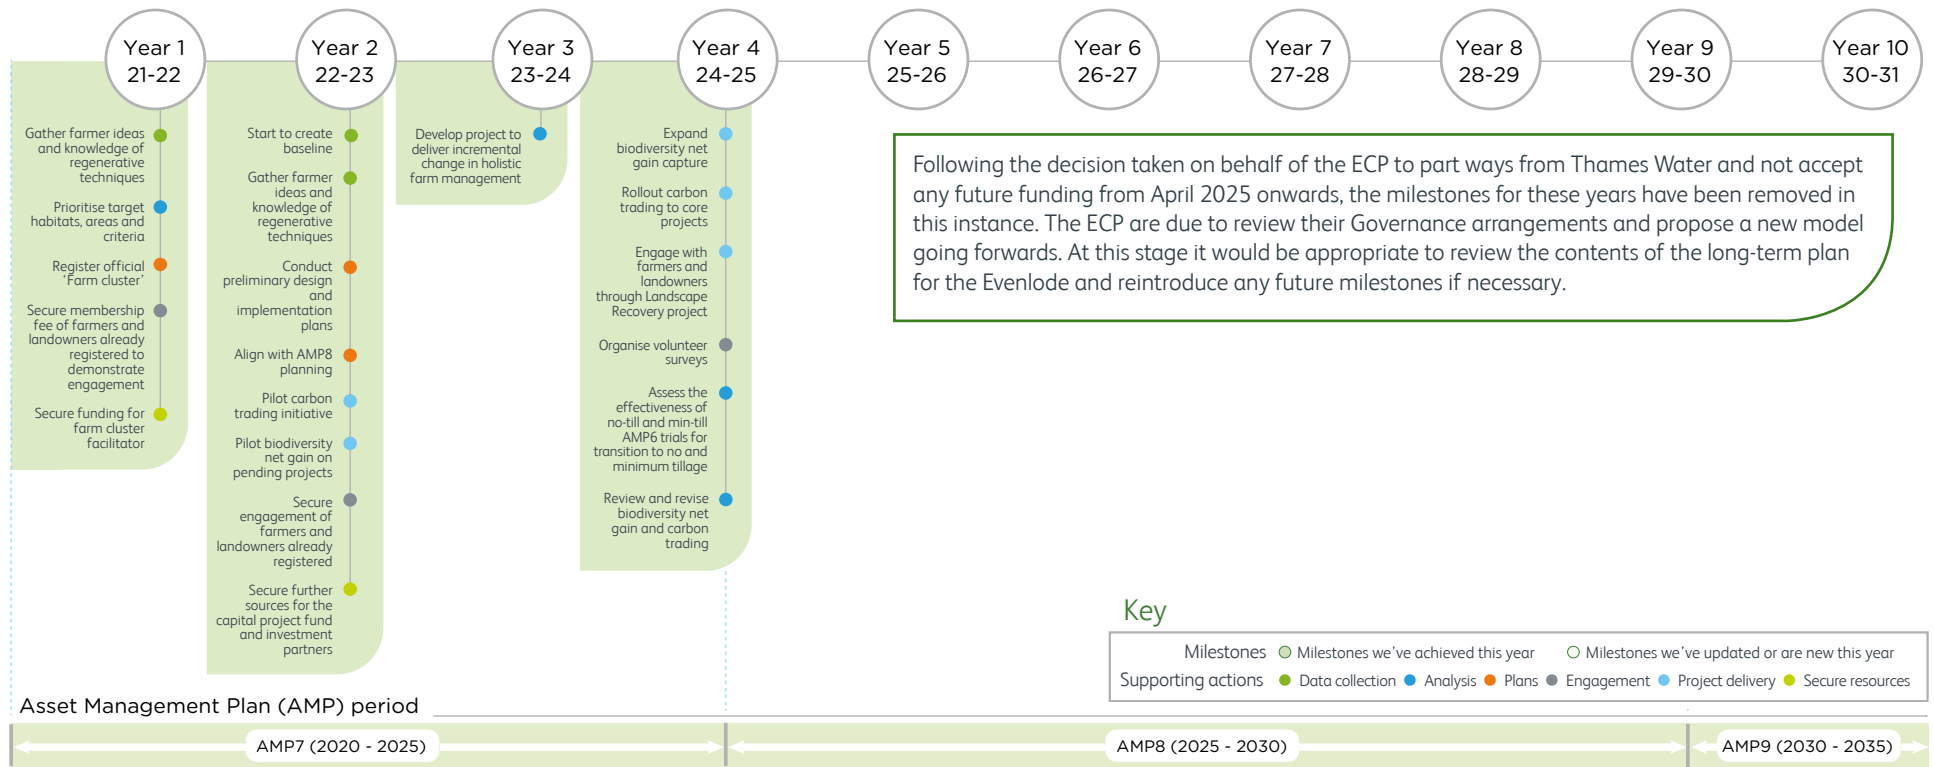 Year 1
21-22
Year 2
22-23
Year 3
23-24
Year 4
24-25
Year 5
25-26
Year 6
26-27
Year 7
27-28
Year 8
28-29
Year 9
29-30
Year 10
30-31
Gather farmer ideas
and knowledge of
regenerative
techniques
Prioritise target
habitats, areas and
criteria
Register official
‘Farm cluster’
Secure membership
fee of farmers and
landowners already
registered to
demonstrate
engagement
Secure funding for
farm cluster
facilitator
Start to create
baseline
Gather farmer
ideas and
knowledge of
regenerative
techniques
Conduct
preliminary design
and
implementation
plans
Align with AMP8
planning
Pilot carbon
trading initiative
Pilot biodiversity
net gain on
pending projects
Secure
engagement of
farmers and
landowners already
registered
Secure further
sources for the
capital project fund
and investment
partners
Develop project to
deliver incremental
change in holistic
farm management
Expand
biodiversity net
gain capture
Rollout carbon
trading to core
projects
Engage with
farmers and
landowners
through Landscape
Recovery project
Organise volunteer
surveys
Assess the
effectiveness of
no-till and min-till
AMP6 trials for
transition to no and
minimum tillage
Review and revise
biodiversity net
gain and carbon
trading
Following the decision taken on behalf of the ECP to part ways from Thames Water and not accept
any future funding from April 2025 onwards, the milestones for these years have been removed in
this instance. The ECP are due to review their Governance arrangements and propose a new model
going forwards. At this stage it would be appropriate to review the contents of the long-term plan
for the Evenlode and reintroduce any future milestones if necessary.
Key
Milestones Milestones we’ve achieved this year Milestones we’ve updated or are new this year
Supporting actions Data collection Analysis Plans Engagement Project delivery Secure resources
Asset Management Plan (AMP) period
AMP7 (2020 - 2025)
AMP8 (2025 - 2030)
AMP9 (2030 - 2035)